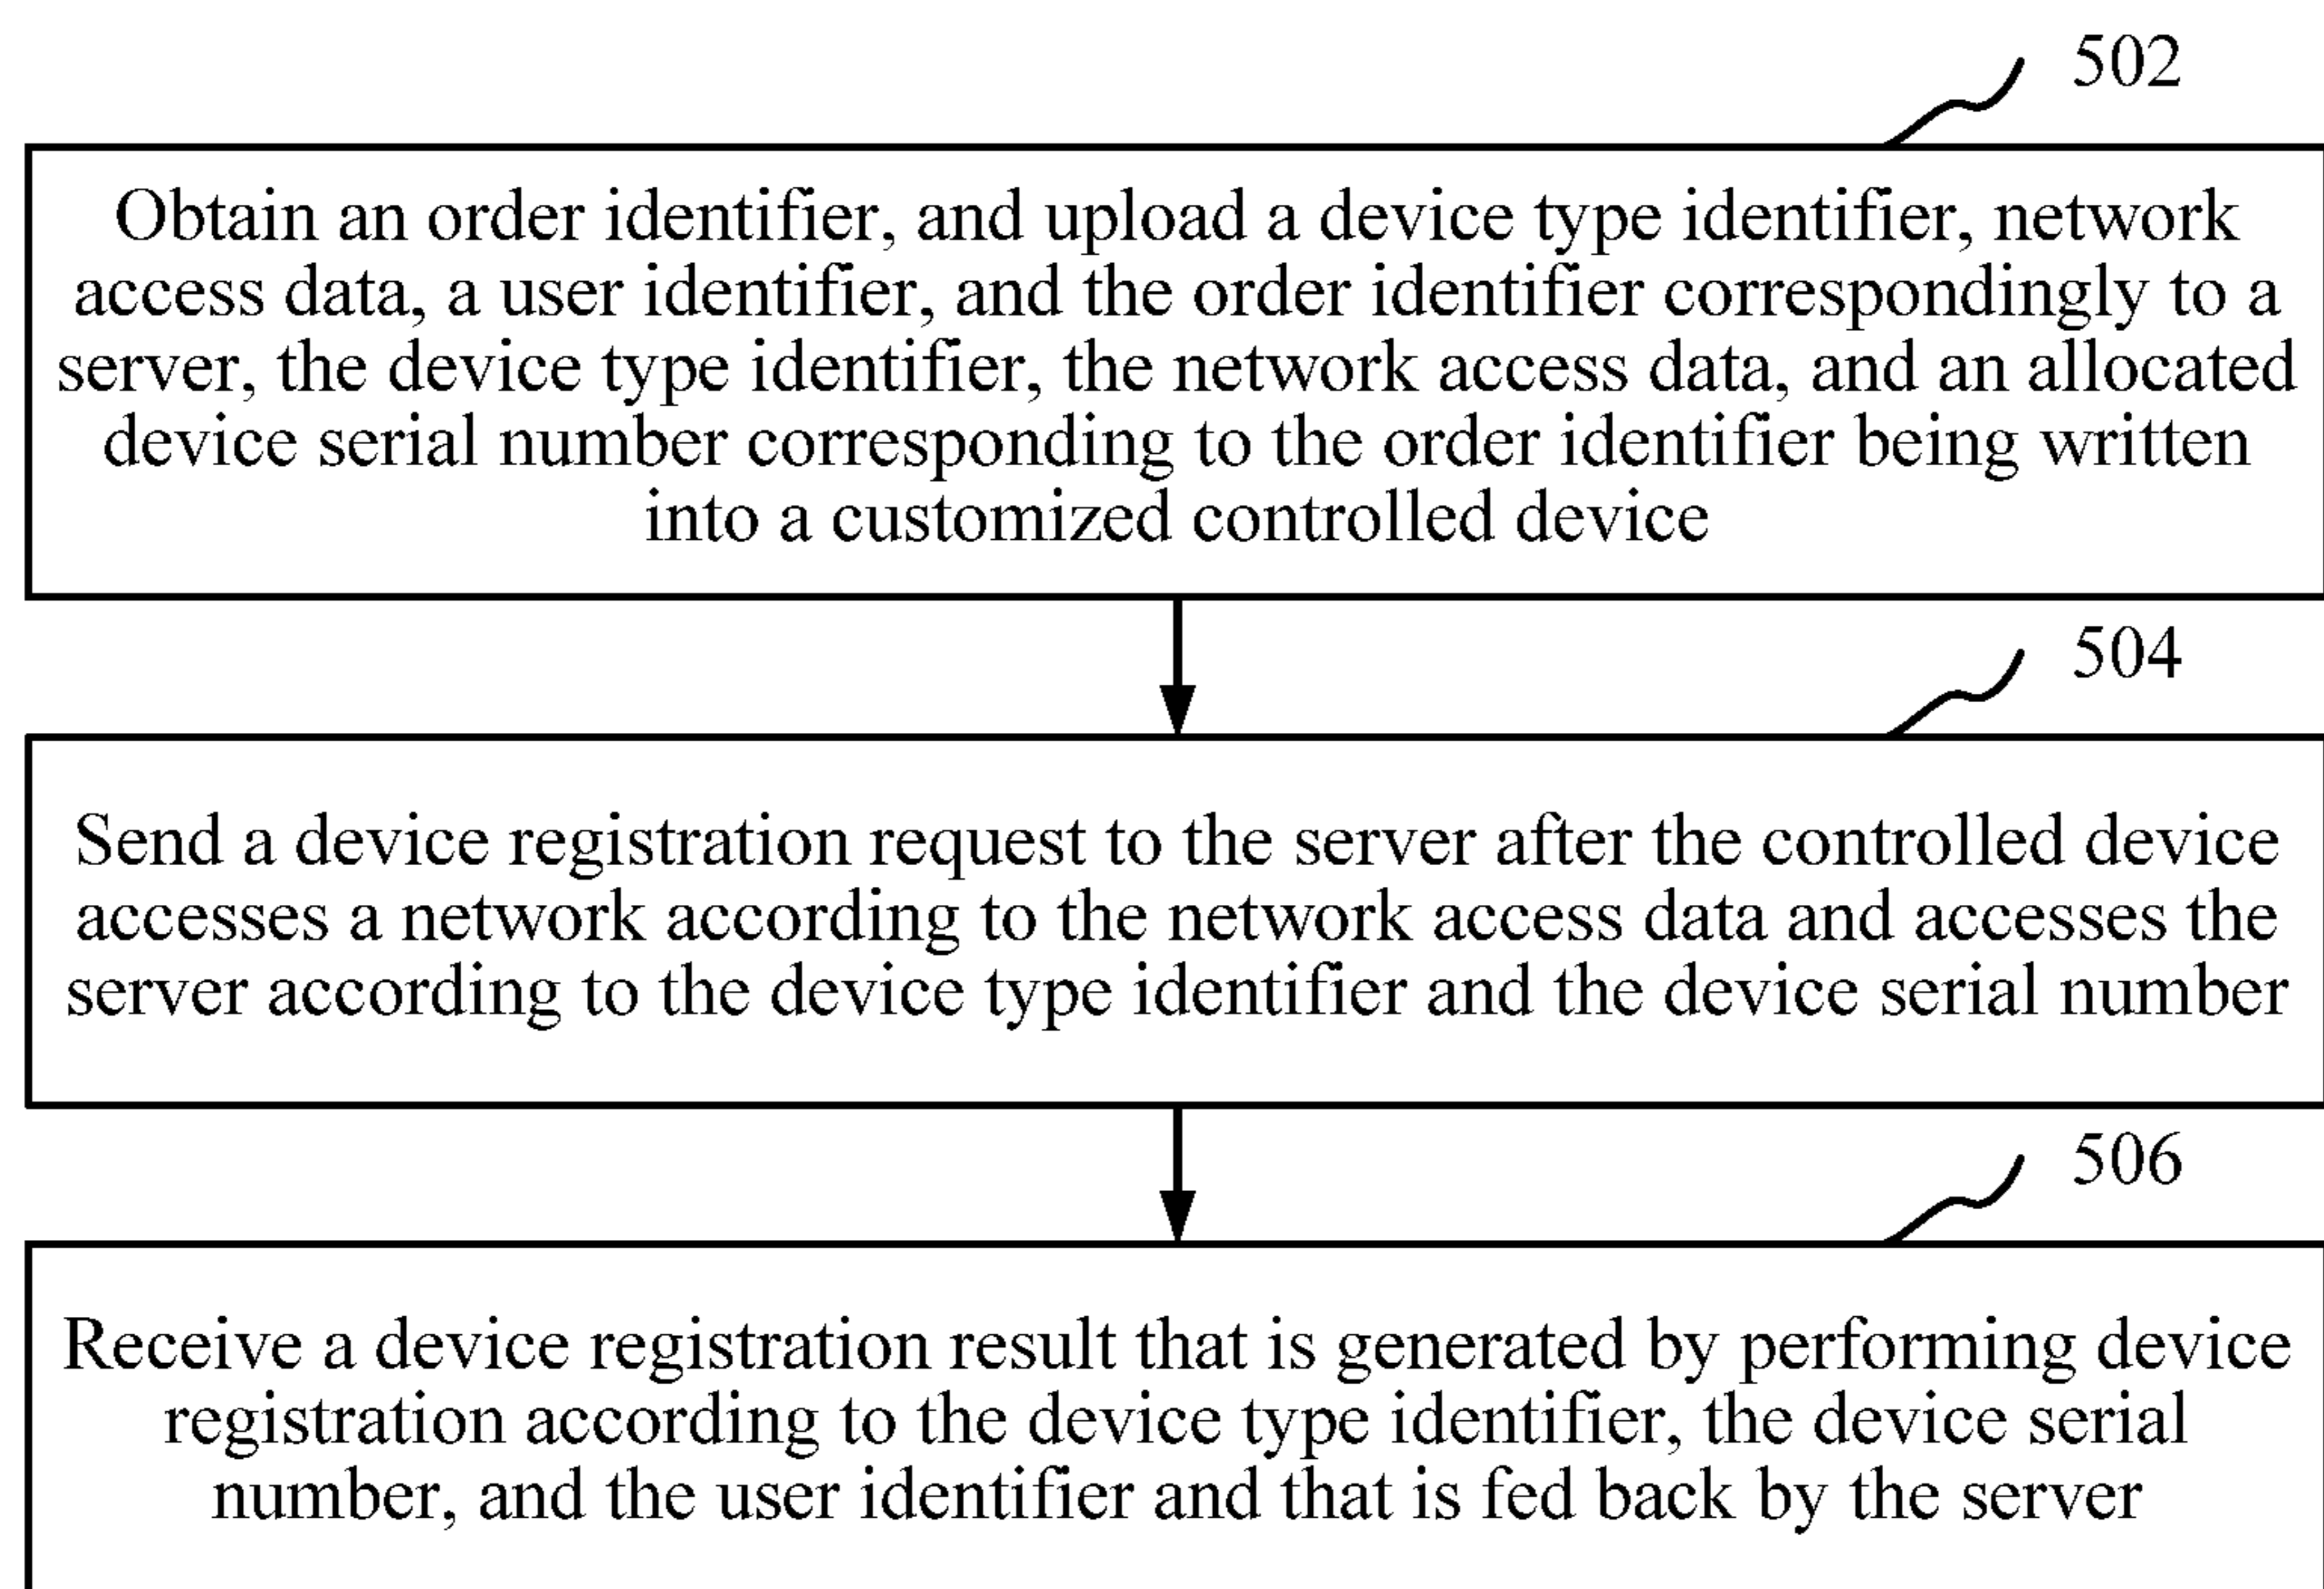 502
Obtain an order identifier, and upload a device type identifier, network
access data, a user identifier, and the order identifier correspondingly to a
server, the device type identifier, the network access data, and an allocated
device serial number corresponding to the order identifier being written
into a customized controlled device
504
Send a device registration request to the server after the controlled device
accesses a network according to the network access data and accesses the
server according to the device type identifier and the device serial number
506
Receive a device registration result that is generated by performing device
registration according to the device type identifier, the device serial
number, and the user identifier and that is fed back by the server